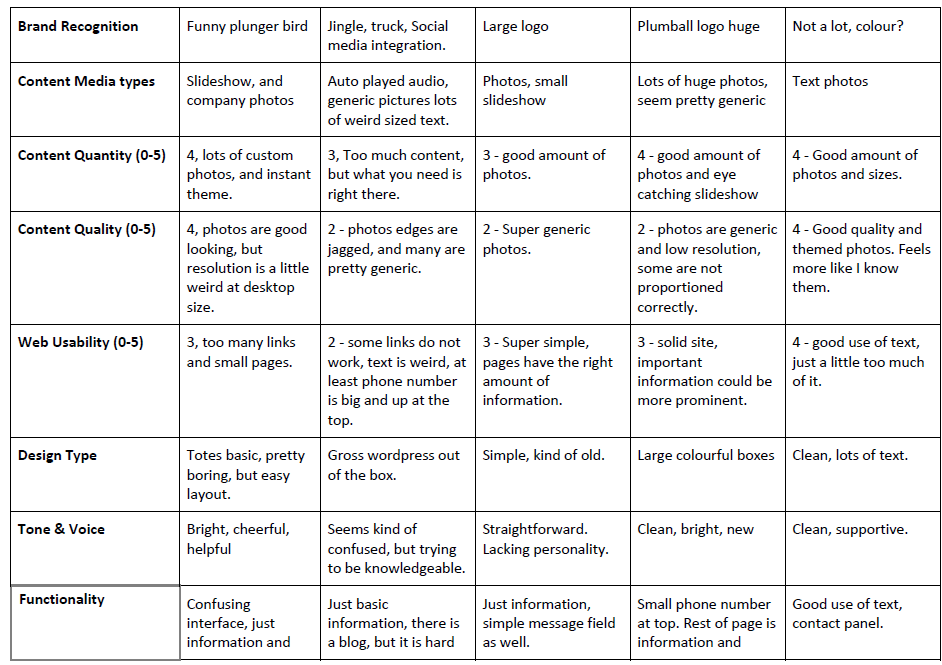 Brand Recognition
Funny plunger bird
Jingle, truck, Social
media integration.
Large logo
Plumball logo huge
Not a lot, colour?
Content Media types
Slideshow, and
company photos
Auto played audio,
generic pictures lots
of weird sized text.
Photos, small
slideshow
Lots of huge photos,
seem pretty generic
Text photos
Content Quantity (0-5)
4, lots of custom
photos, and instant
theme.
3, Too much content,
but what you need is
right there.
3 - good amount of
photos.
4 - good amount of
photos and eye
catching slideshow
4 - Good amount of
photos and sizes.
Content Quality (0-5)
4, photos are good
looking, but
resolution is a little
weird at desktop
size.
2 - photos edges are
jagged, and many are
pretty generic.
2 - Super generic
photos.
2 - photos are generic
and low resolution,
some are not
proportioned
correctly.
4 - Good quality and
themed photos. Feels
more like I know
them.
Web Usability (0-5)
3, too many links
and small pages.
2 - some links do not
work, text is weird, at
least phone number
is big and up at the
top.
3 - Super simple,
pages have the right
amount of
information.
3 - solid site,
important
information could be
more prominent.
4 - good use of text,
just a little too much
of it.
Design Type
Totes basic, pretty
boring, but easy
layout.
Gross wordpress out
of the box.
Simple, kind of old.
Large colourful boxes
Clean, lots of text.
Tone & Voice
Bright, cheerful,
helpful
Seems kind of
confused, but trying
to be knowledgeable.
Straightforward.
Lacking personality.
Clean, bright, new
Clean, supportive.
Functionality
Confusing
interface, just
information and
Just basic
information, there is
a blog, but it is hard
Just information,
simple message field
as well.
Small phone number
at top. Rest of page is
information and
Good use of text,
contact panel.